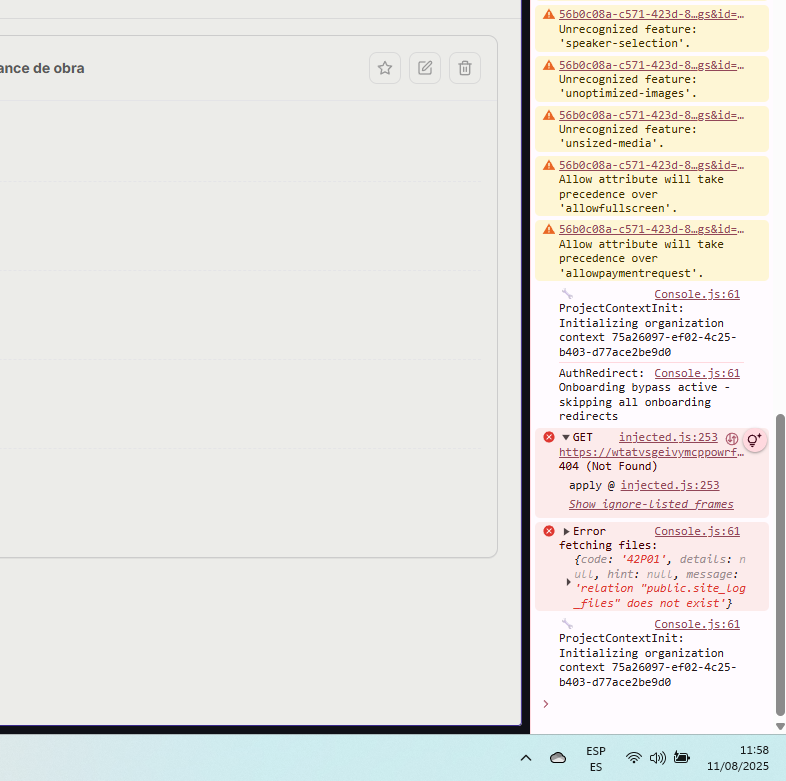 56b0c08a-c571-423d-8…gs&id=…
Unrecognized feature:
'speaker-selection'.
56b0c08a-c571-423d-8…gs&id=…
Unrecognized feature:
'unoptimized-images'.
56b0c08a-c571-423d-8…gs&id=…
Unrecognized feature:
'unsized-media'.
56b0c08a-c571-423d-8…gs&id=…
Allow attribute will take
precedence over
'allowfullscreen'.
56b0c08a-c571-423d-8…gs&id=…
Allow attribute will take
precedence over
'allowpaymentrequest'.
ance de obra
Console.js:61
ProjectContextInit:
Initializing organization
context 75a26097-ef02-4c25-
b403-d77ace2be9d0
AuthRedirect: Console.js:61
Onboarding bypass active -
skipping all onboarding
redirects
GET injected.js:253
https://wtatvsgeivymcppowrf…
404 (Not Found)
apply @ injected.js:253
Show ignore-listed frames
Error Console.js:61
fetching files:
{code: '42P01', details: n
ull, hint: null, message:
'relation "public.site_log
_files" does not exist'}
Console.js:61
ProjectContextInit:
Initializing organization
context 75a26097-ef02-4c25-
b403-d77ace2be9d0
ESP
ES
11:58
11/08/2025